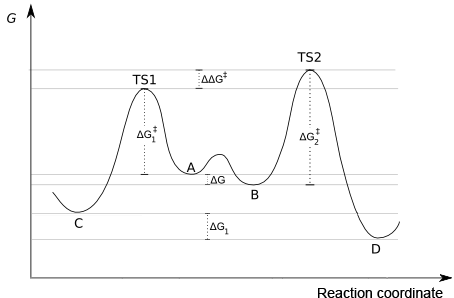 G
TS2
TS1
ΔΔG‡
ΔG1‡
ΔG2‡
A
ΔG
B
C
ΔG1
D
Reaction coordinate